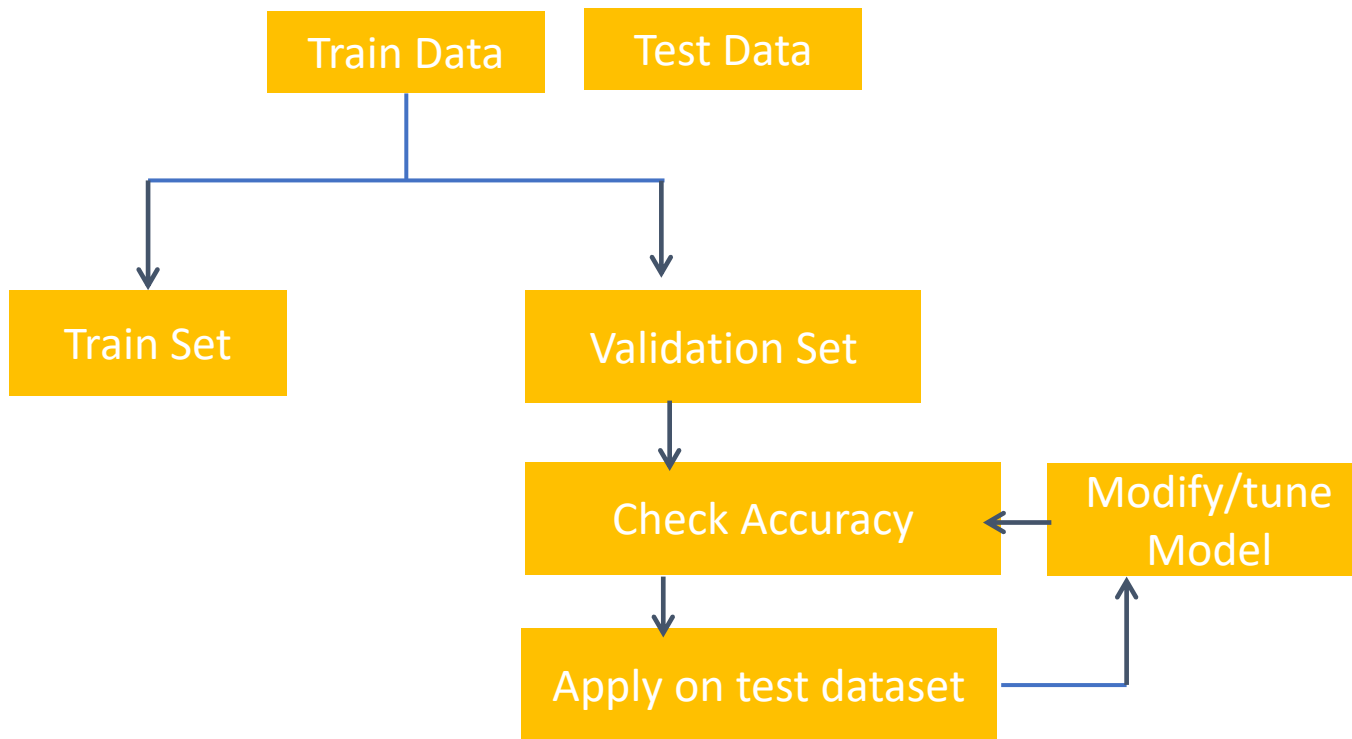 Train Data
Test Data
Train Set
Validation Set
Check Accuracy
Modify/tune
Model
Apply on test dataset